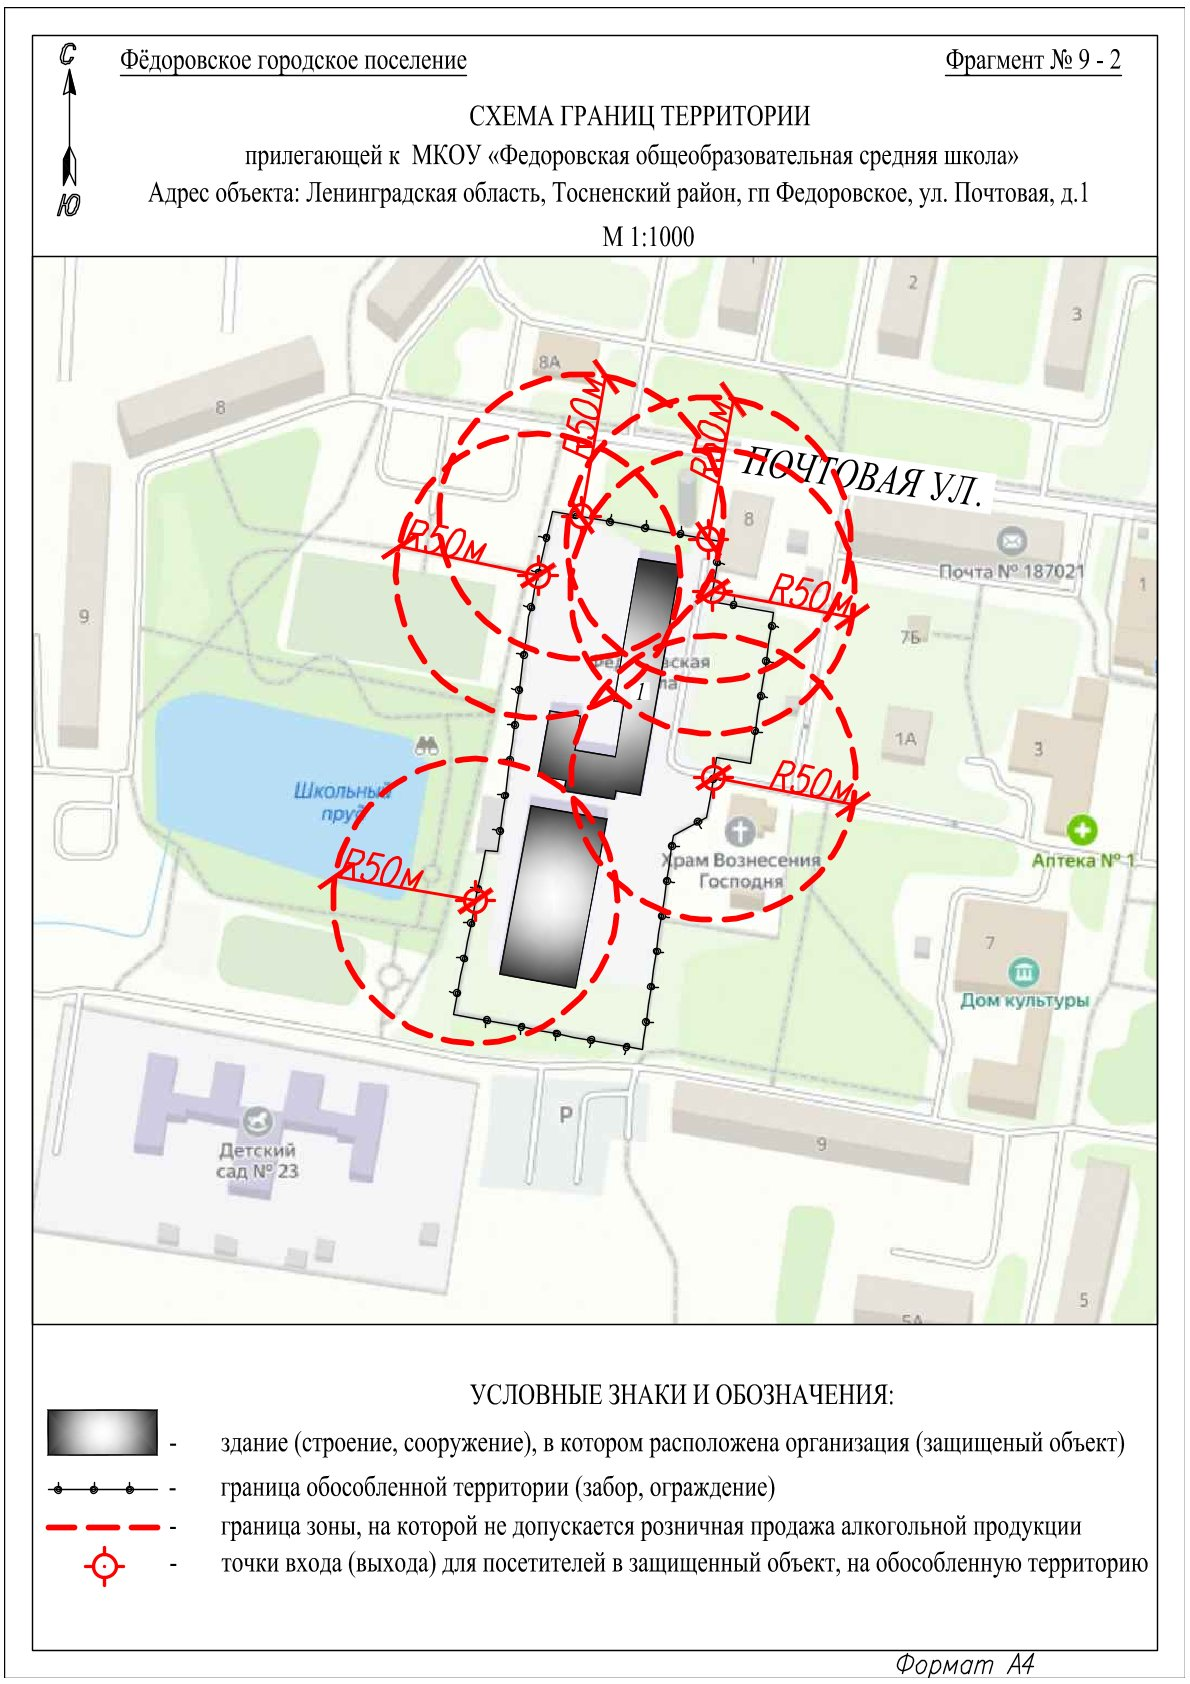 С
Ю
Фёдоровское городское поселение
Фрагмент № 9 - 2
СХЕМА ГРАНИЦ ТЕРРИТОРИИ
прилегающей к МКОУ «Федоровская общеобразовательная средняя школа»
Адрес объекта: Ленинградская область, Тосненский район, гп Федоровское, ул. Почтовая, д.1
М 1:1000
1
2
3
8А
8
R50м
R50м
ПОЧТОВАЯ УЛ.
8
R50м
Почта № 187021
1
R50м
9
7Б
1
1А
3
Школьный
пруд
R50м
Храм Вознесения
Господня
Аптека № 1
R50м
7
Дом культуры
Р
9
Детский
сад № 23
5
5А
УСЛОВНЫЕ ЗНАКИ И ОБОЗНАЧЕНИЯ:
- здание (строение, сооружение), в котором расположена организация (защищеный объект)
- граница обособленной территории (забор, ограждение)
- граница зоны, на которой не допускается розничная продажа алкогольной продукции
- точки входа (выхода) для посетителей в защищенный объект, на обособленную территорию
Формат А4